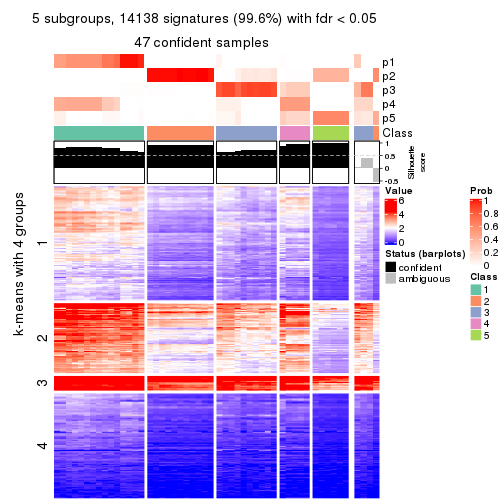 5 subgroups, 14138 signatures (99.6%) with fdr < 0.05
47 confident samples
p1
p2
p3
p4
p5
Class
1
0.5
0
-0.5
Silhouette
score
k-means with 4 groups
1
2
3
4
Value
6
4
2
0
Status (barplots)
confident
ambiguous
Prob
1
0.8
0.6
0.4
0.2
0
Class
1
2
3
4
5